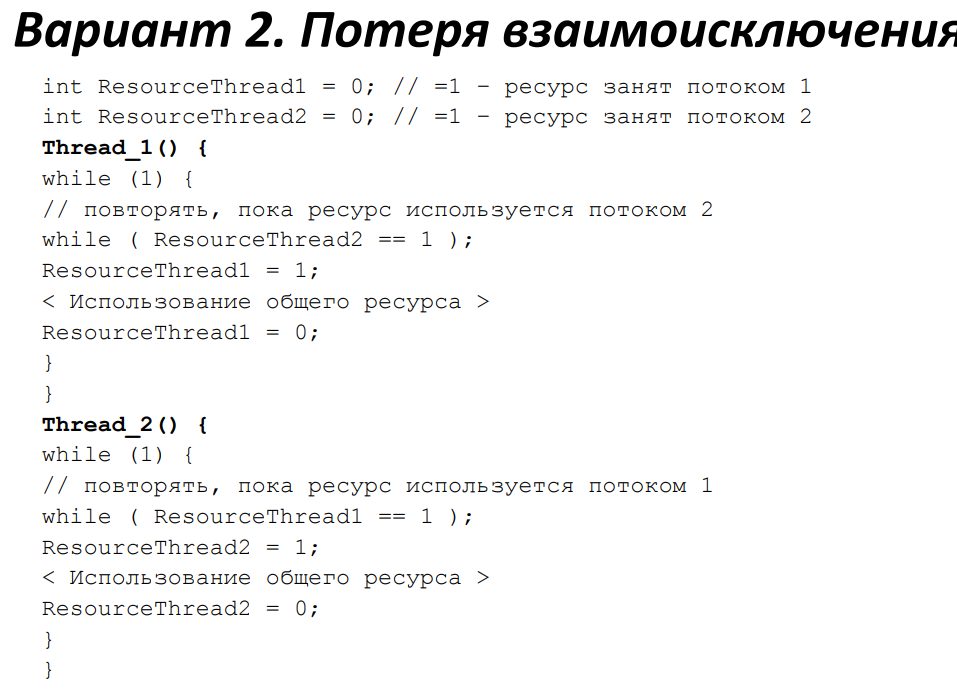 Вариант 2. Потеря взаимоисключения
int ResourceThread1 = 0; // =1 – ресурс занят потоком 1
int ResourceThread2 = 0; // =1 – ресурс занят потоком 2
Thread_1() {
while (1) {
// повторять, пока ресурс используется потоком 2
while ( ResourceThread2 == 1 );
ResourceThread1 = 1;
< Использование общего ресурса >
ResourceThread1 = 0;
}
}
Thread_2() {
while (1) {
// повторять, пока ресурс используется потоком 1
while ( ResourceThread1 == 1 );
ResourceThread2 = 1;
< Использование общего ресурса >
ResourceThread2 = 0;
}
}